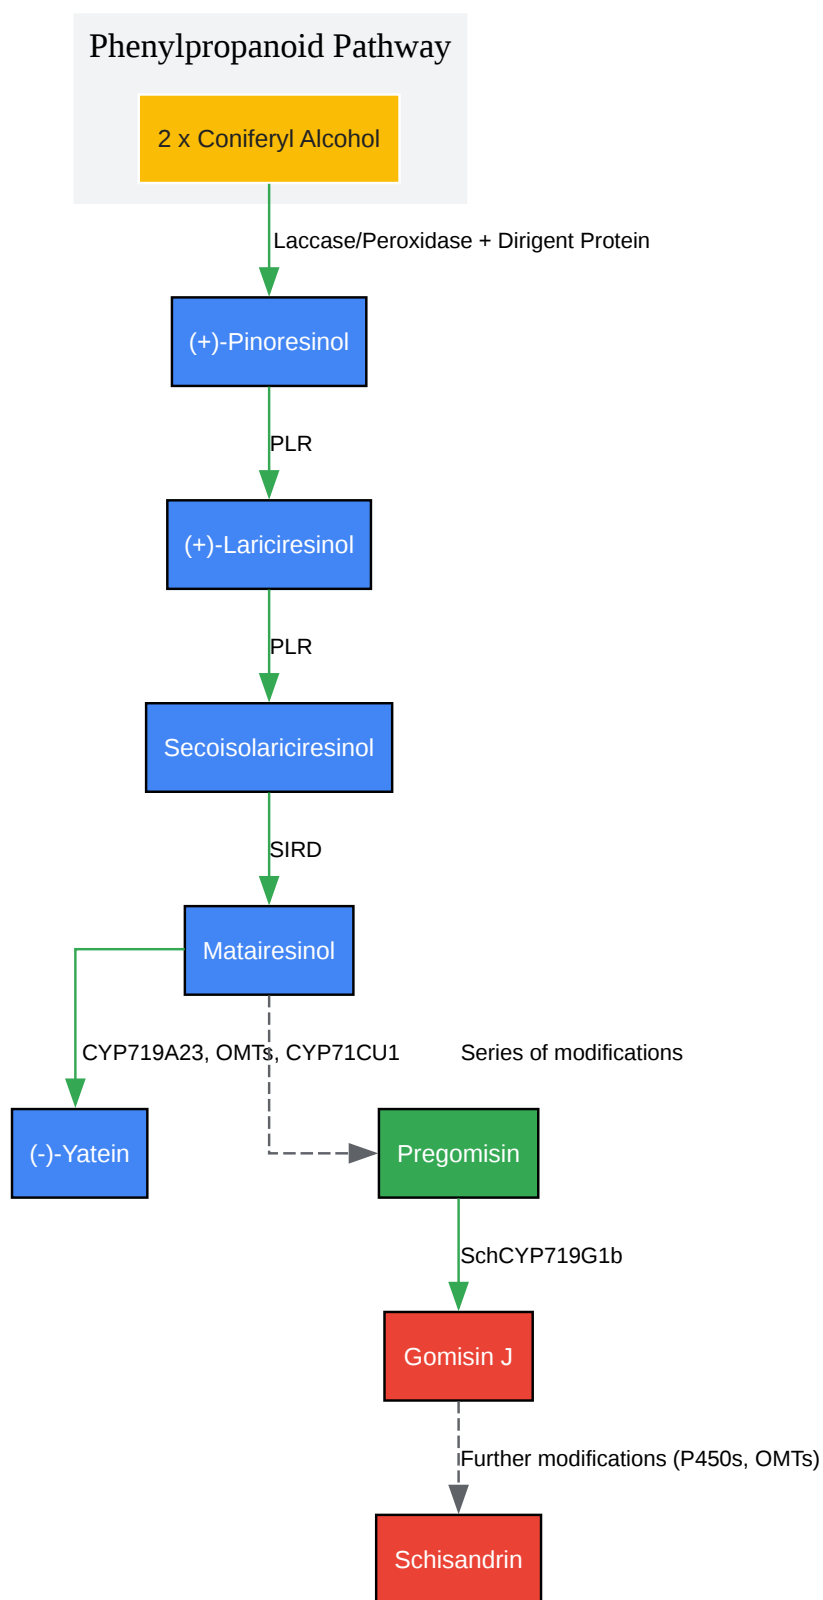 Phenylpropanoid Pathway
2 x Coniferyl Alcohol
Laccase/Peroxidase + Dirigent Protein
(+)-Pinoresinol
PLR
(+)-Lariciresinol
PLR
Secoisolariciresinol
SIRD
Matairesinol
CYP719A23, OMTs, CYP71CU1
Series of modifications
(-)-Yatein
Pregomisin
SchCYP719G1b
Gomisin J
Further modifications (P450s, OMTs)
Schisandrin